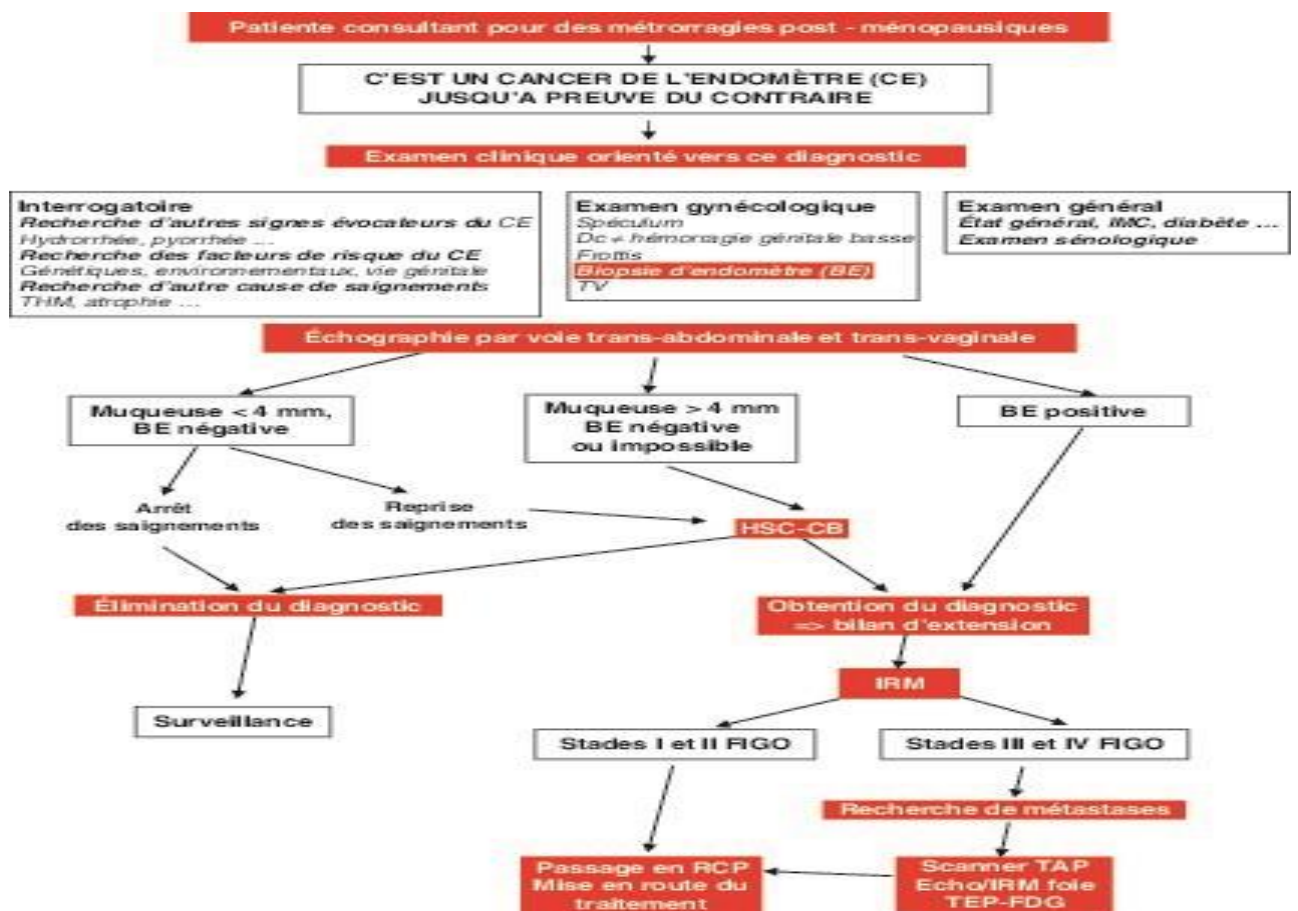 Patiente consultant pour des métrorragies post - ménopausiques
C'EST UN CANCER DE L'ENDOMÈTRE (CE)
JUSQU'A PREUVE DU CONTRAIRE
Examen clinique orienté vers ce diagnostic
Interrogatoire
Recherche d'autres signes évocateurs du CE
Hydrorrhée, pyorrhée ...
Recherche des facteurs de risque du CE
Génétiques, environnementaux, vie génitale
Recherche d'autre cause de saignements
THM, atrophie ...
Examen gynécologique
Spéculum
Dc ≠ hémorragie génitale basse
Frottis
Biopsie d'endomètre (BE)
TV
Examen général
État général, IMC, diabète ...
Examen sénologique
Échographie par voie trans-abdominale et trans-vaginale
Muqueuse < 4 mm,
BE négative
Muqueuse > 4 mm
BE négative
ou impossible
BE positive
Arrêt
des saignements
Reprise
des saignements
HSC-CB
Élimination du diagnostic
Obtention du diagnostic
=> bilan d'extension
IRM
Surveillance
Stades I et II FIGO
Stades III et IV FIGO
Recherche de métastases
Passage en RCP
Mise en route du
traitement
Scanner TAP
Echo/IRM foie
TEP-FDG